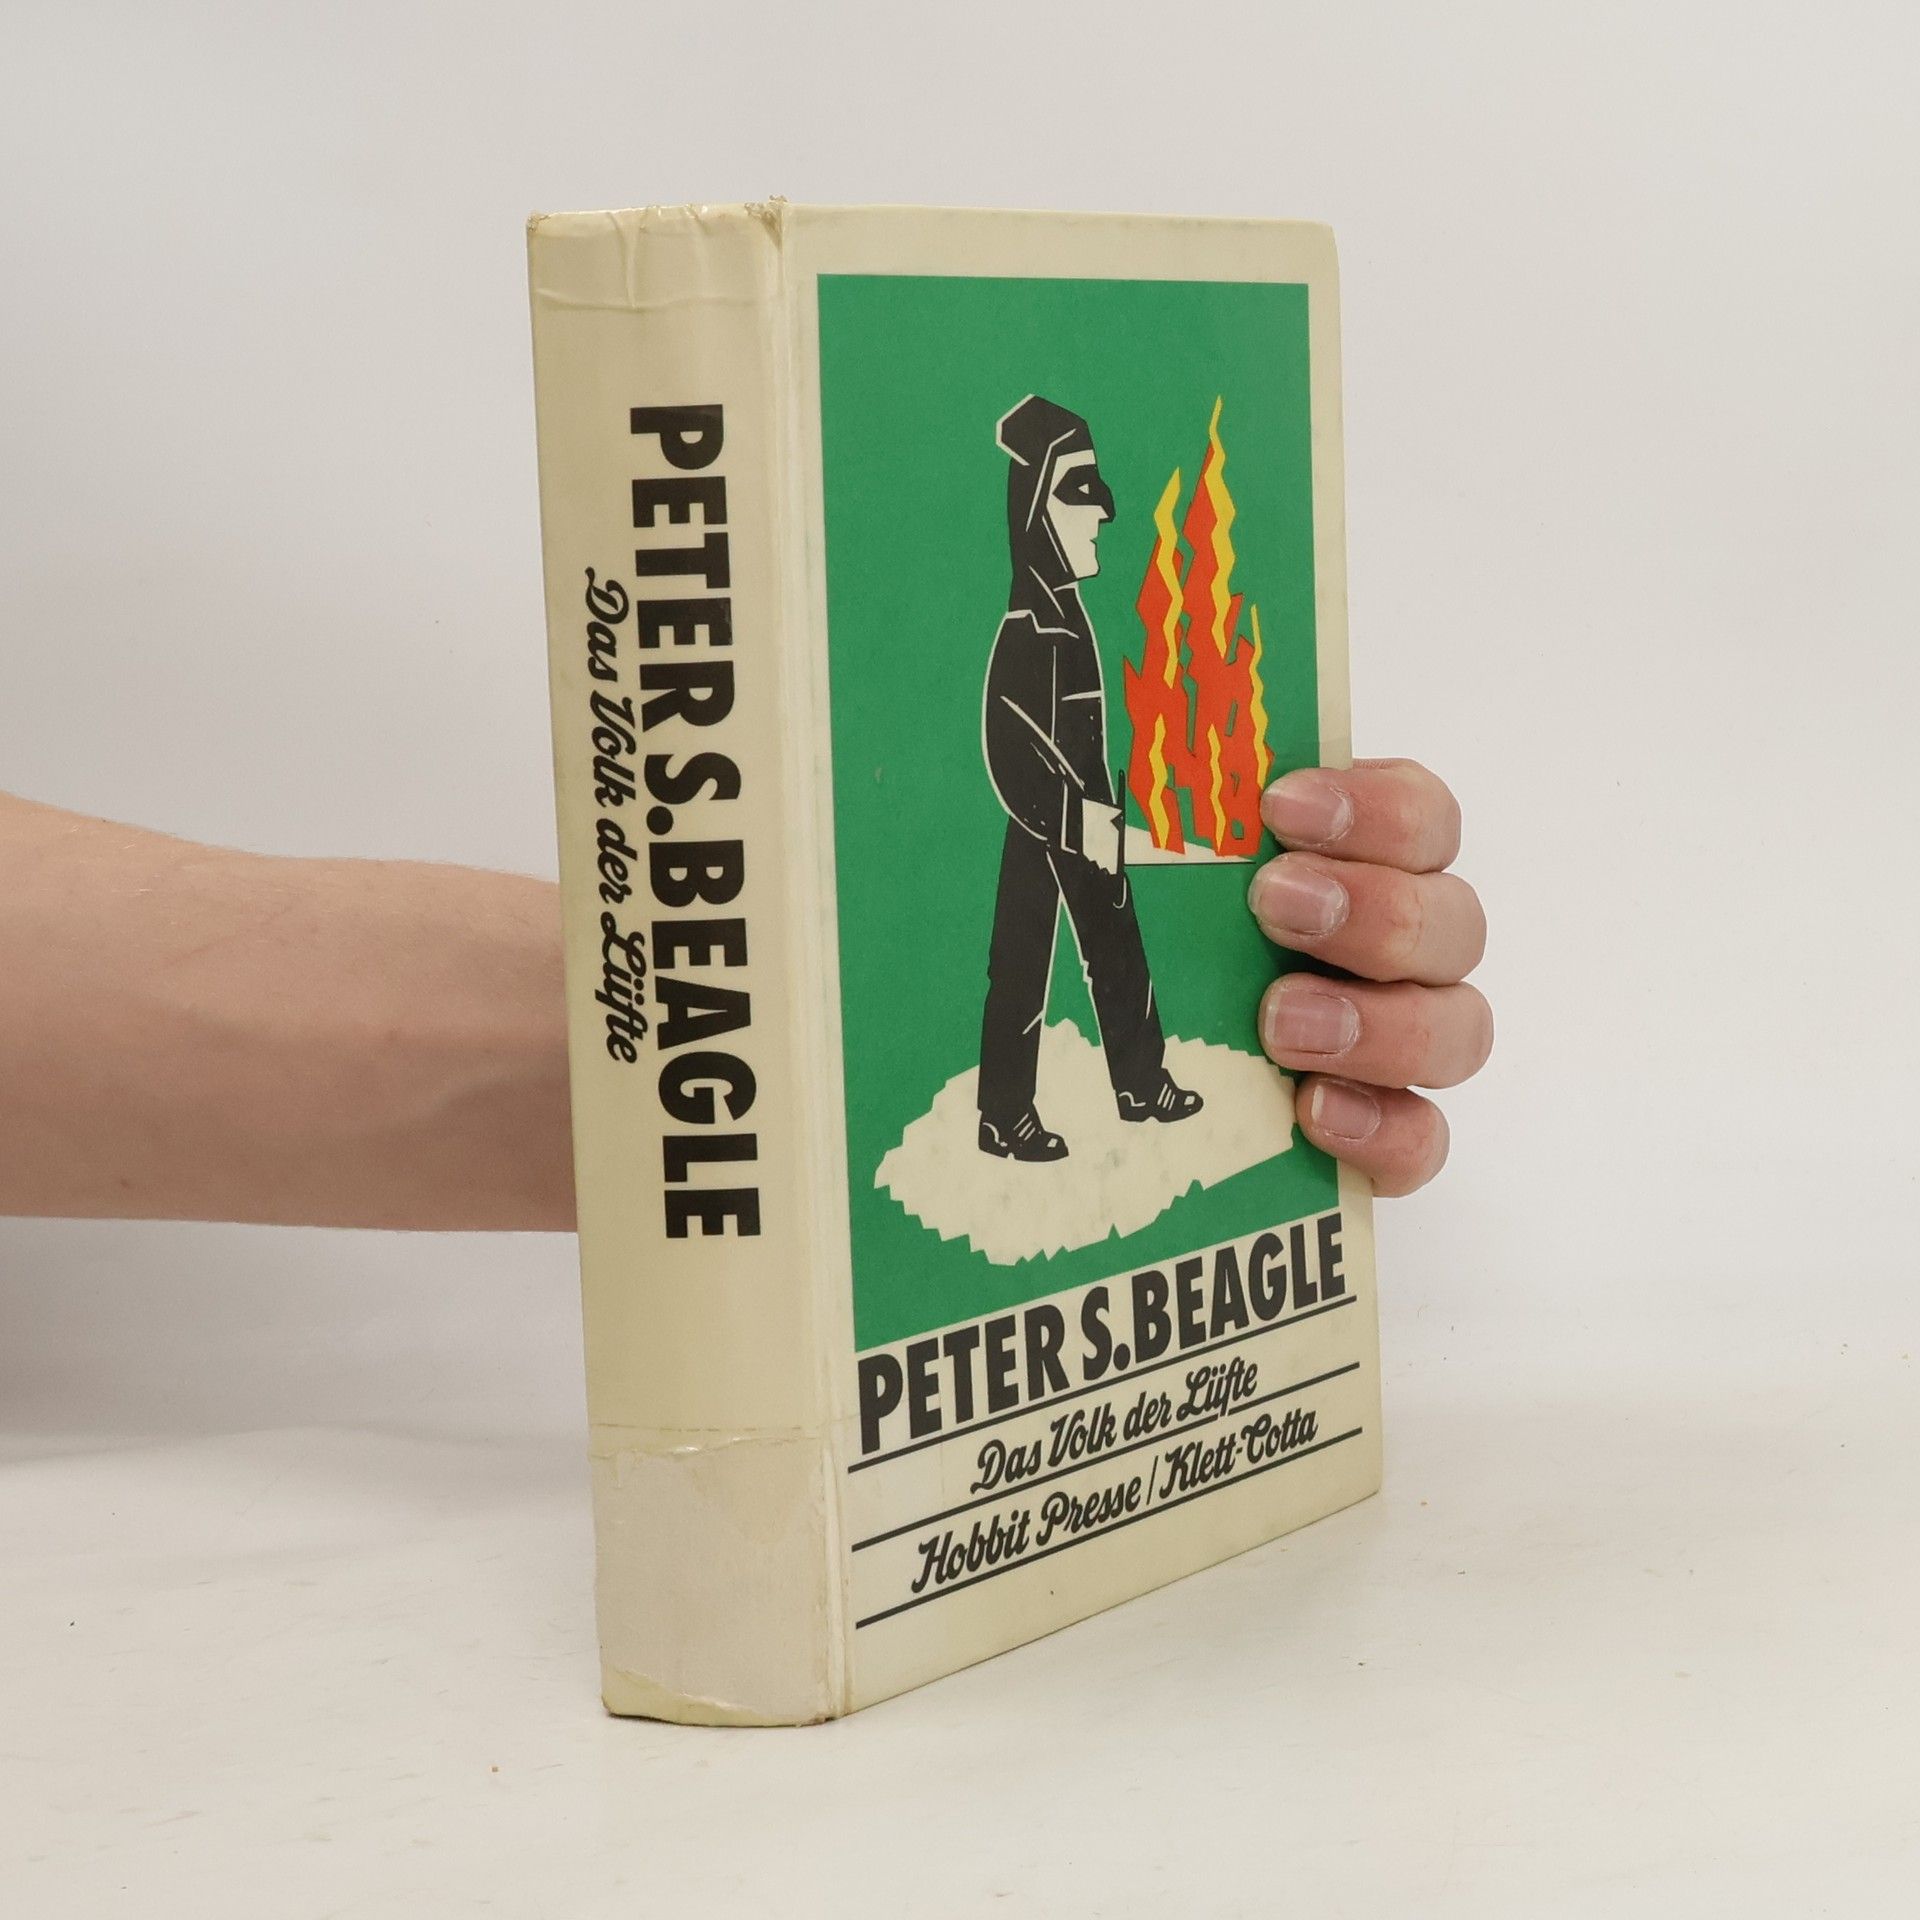 PETER S. BEAGLE
Das Volk der Lüfte
PETER S. BEAGLE
Das Volk der Lüfte
Hobbit Presse / Klett-Cotta